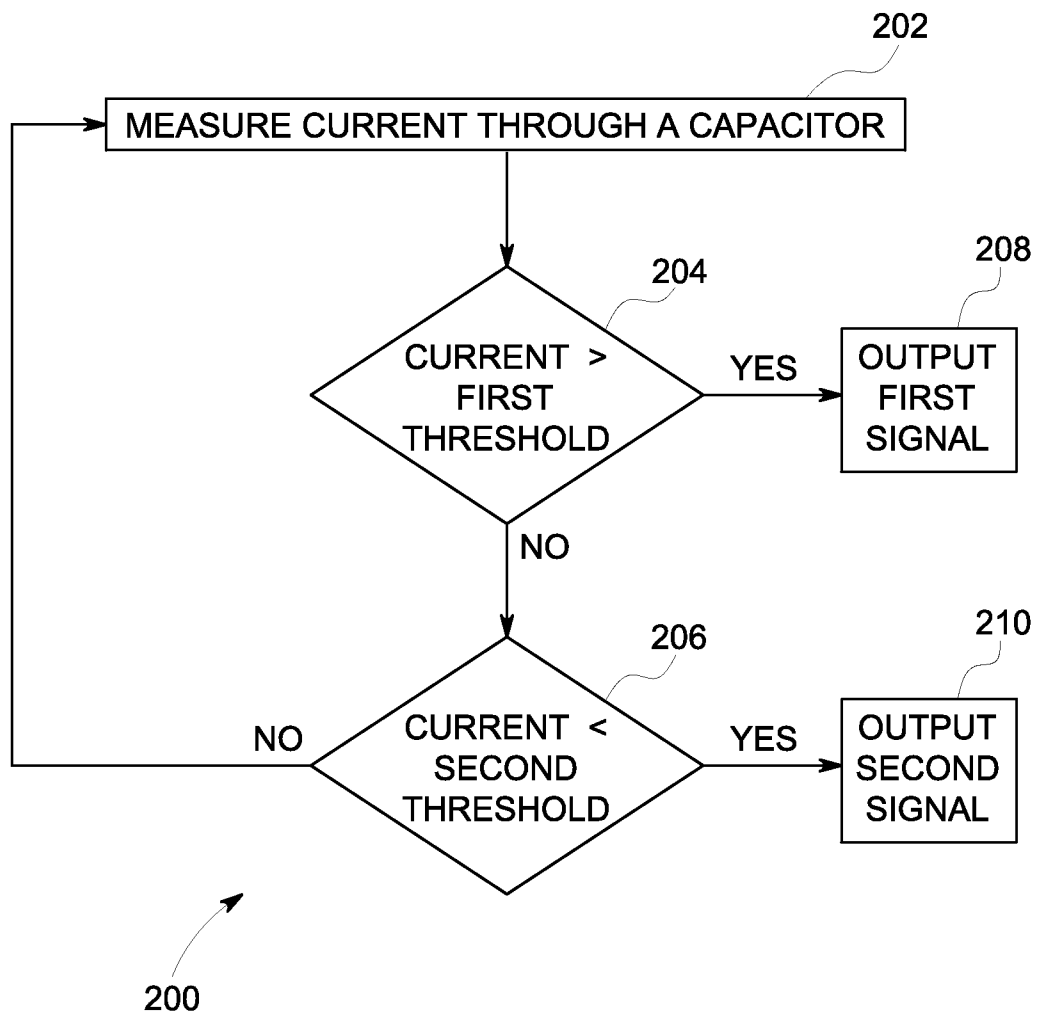 202
MEASURE CURRENT THROUGH A CAPACITOR
204
CURRENT >
FIRST
THRESHOLD
YES
208
OUTPUT
FIRST
SIGNAL
NO
206
CURRENT <
SECOND
THRESHOLD
NO
YES
210
OUTPUT
SECOND
SIGNAL
200